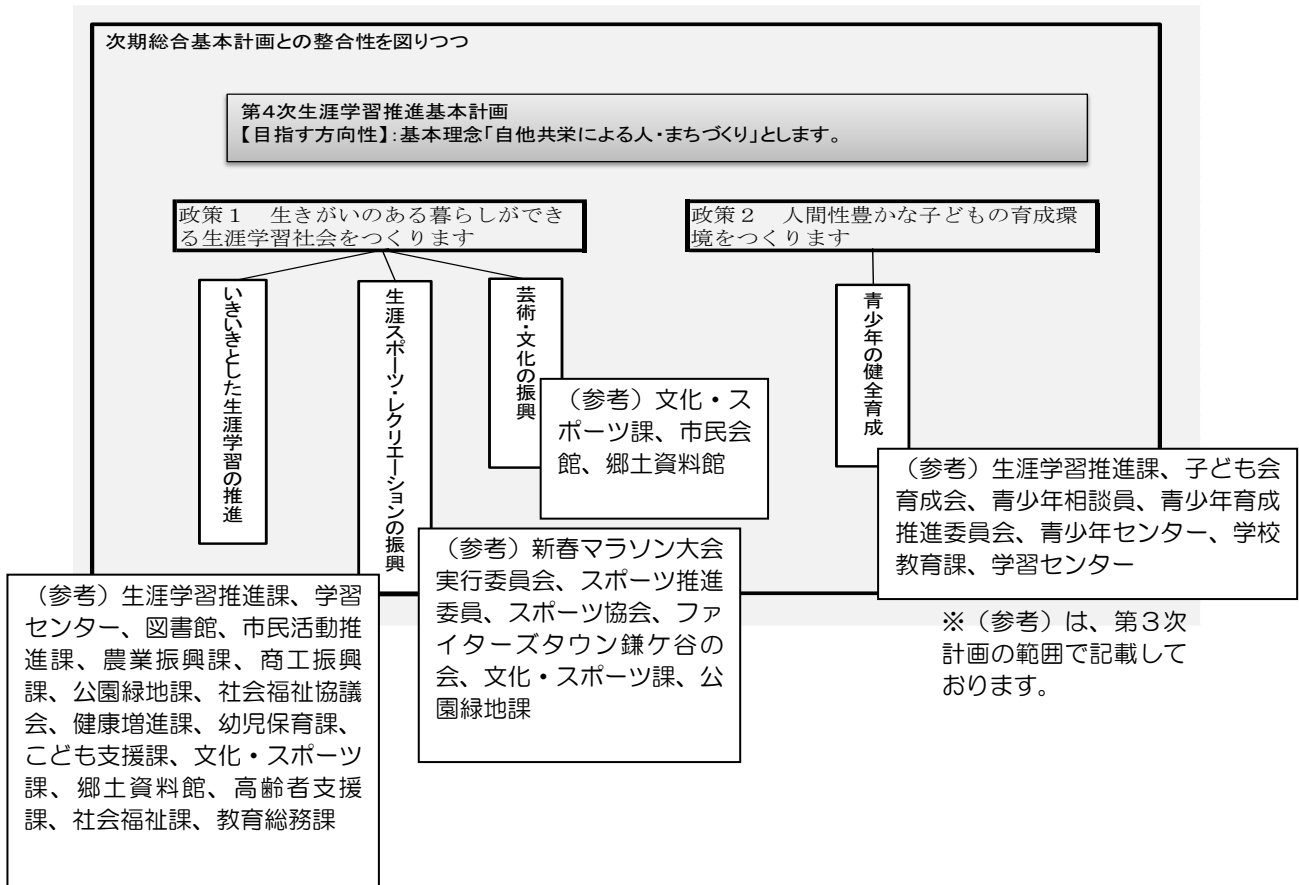 次期総合基本計画との整合性を図りつつ
第4次生涯学習推進基本計画
【目指す方向性】:基本理念「自他共栄による人・まちづくり」とします。
政策１　生きがいのある暮らしができ
る生涯学習社会をつくります
政策２　人間性豊かな子どもの育成環
境をつくります
いきいきとした生涯学習の推進
生涯スポーツ・レクリエーションの振興
芸術・文化の振興
青少年の健全育成
（参考）文化・ス
ポーツ課、市民会
館、郷土資料館
（参考）生涯学習推進課、子ども会
育成会、青少年相談員、青少年育成
推進委員会、青少年センター、学校
教育課、学習センター
（参考）新春マラソン大会
実行委員会、スポーツ推進
委員、スポーツ協会、ファ
イターズタウン鎌ケ谷の
会、文化・スポーツ課、公
園緑地課
（参考）生涯学習推進課、学習
センター、図書館、市民活動推
進課、農業振興課、商工振興
課、公園緑地課、社会福祉協議
会、健康増進課、幼児保育課、
こども支援課、文化・スポーツ
課、郷土資料館、高齢者支援
課、社会福祉課、教育総務課
※（参考）は、第３次
計画の範囲で記載して
おります。